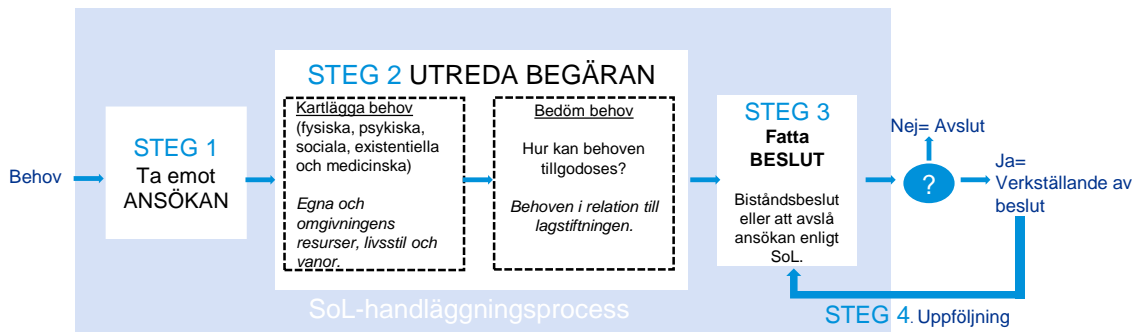 Behov
STEG 1
Ta emot
ANSÖKAN
STEG 2 UTREDA BEGÄRAN
Kartlägga behov
(fysiska, psykiska,
sociala, existentiella
och medicinska)
Egna och
omgivningens
resurser, livsstil och
vanor.
Bedöm behov
Hur kan behoven
tillgodoses?
Behoven i relation till
lagstiftningen.
STEG 3
Fatta
BESLUT
Biståndsbeslut
eller att avslå
ansökan enligt
SoL.
Nej= Avslut
?
Ja=
Verkställande av
beslut
STEG 4. Uppföljning
SoL-handläggningsprocess